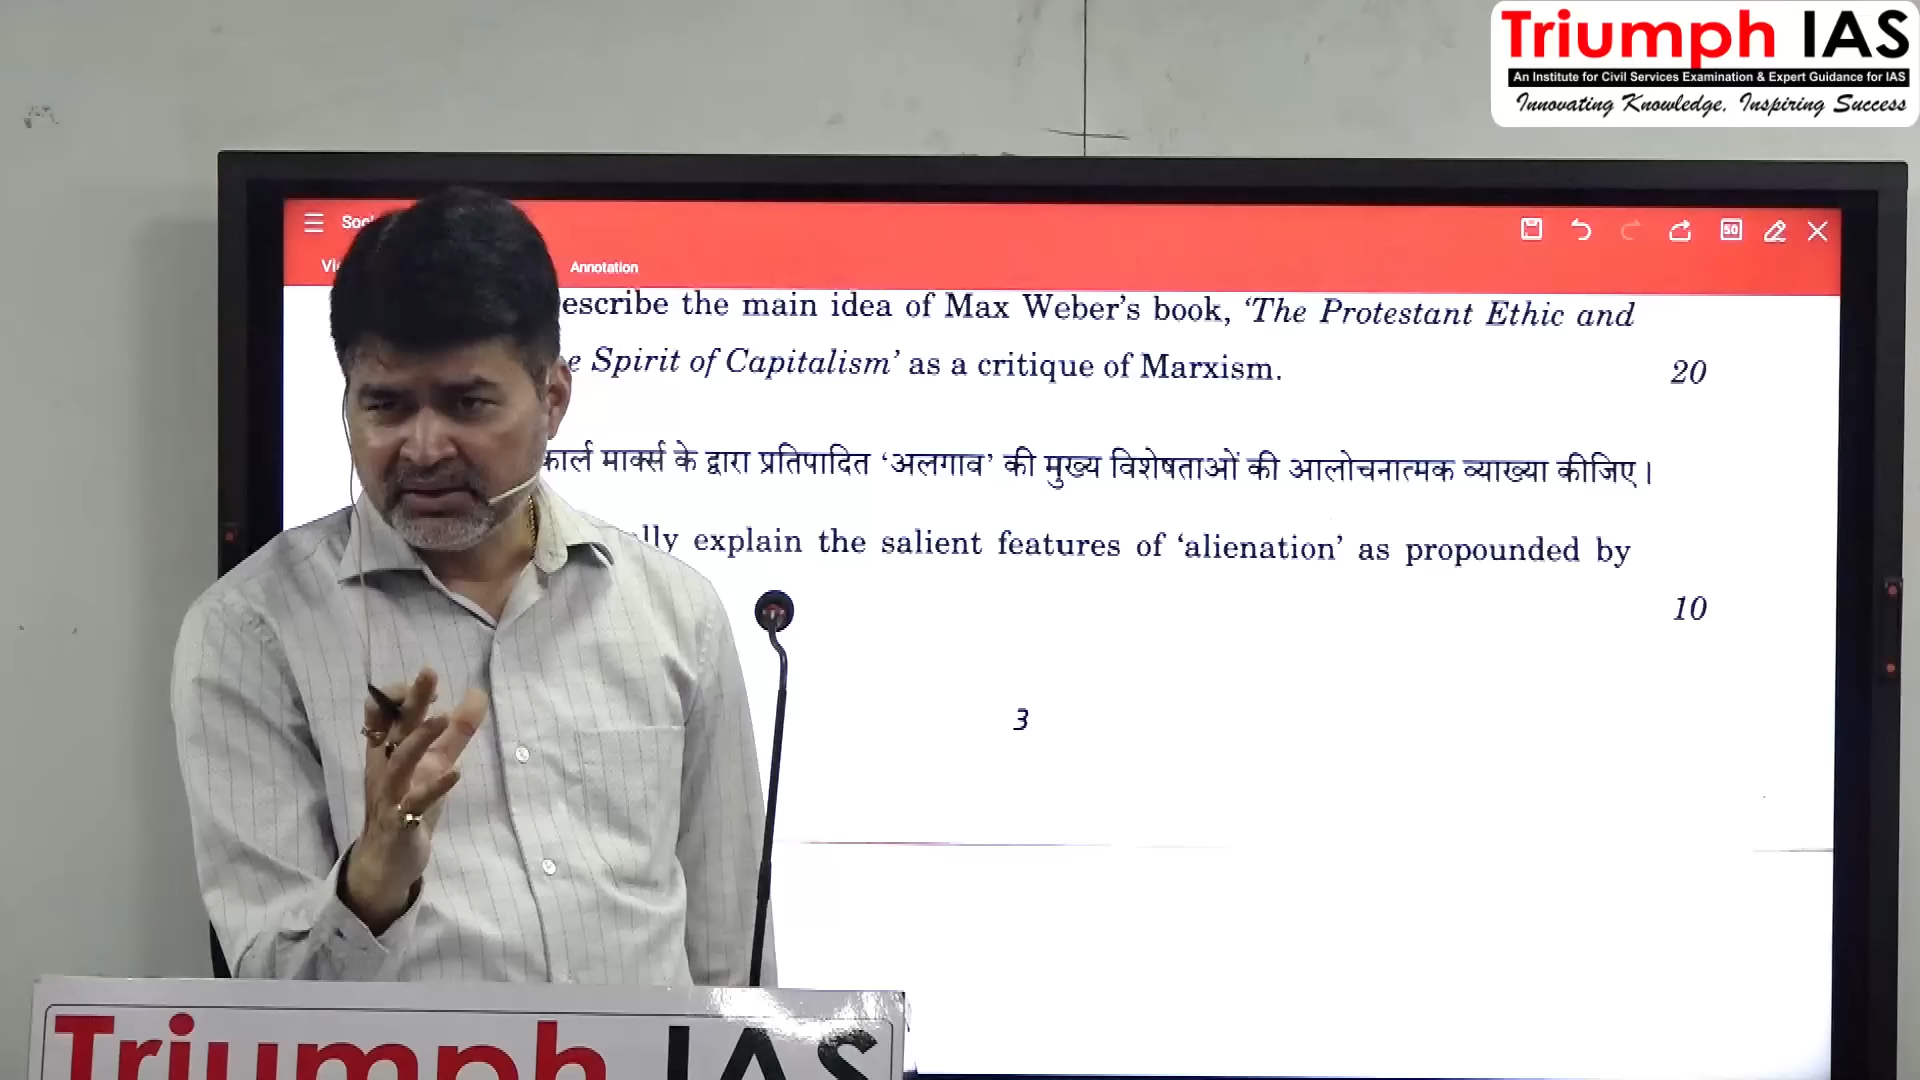 Triumph IAS
An Institute for Civil Services Examination & Expert Guidance for IAS
Innovating Knowledge, Inspiring Success
Annotation
50
escribe the main idea of Max Weber's book, 'The Protestant Ethic and
e Spirit of Capitalism' as a critique of Marxism. 20
कार्ल मार्क्स के द्वारा प्रतिपादित 'अलगाव' की मुख्य विशेषताओं की आलोचनात्मक व्याख्या कीजिए।
lly explain the salient features of 'alienation' as propounded by
10
3
Triumph IAS